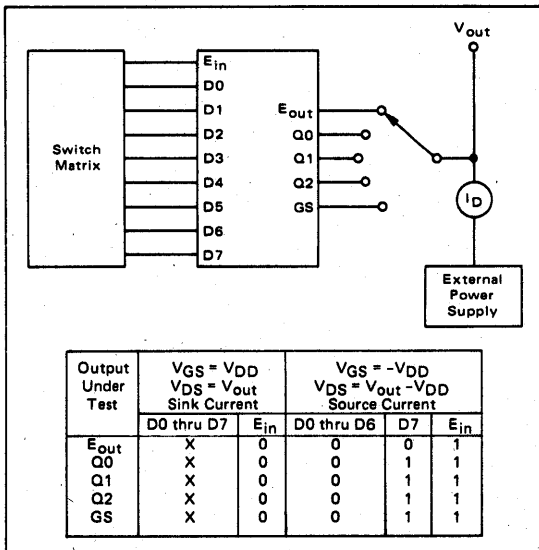 Vout
Switch Matrix
Ein
D0
D1
D2
D3
D4
D5
D6
D7
Eout
Q0
Q1
Q2
GS
ID
External Power Supply
Output Under Test
VGS = VDD
VDS = Vout
Sink Current
VGS = -VDD
VDS = Vout -VDD
Source Current
D0 thru D7 Ein D0 thru D6 D7 Ein
Eout X 0 0 0 1
Q0 X 0 0 1 1
Q1 X 0 0 1 1
Q2 X 0 0 1 1
GS X 0 0 1 1